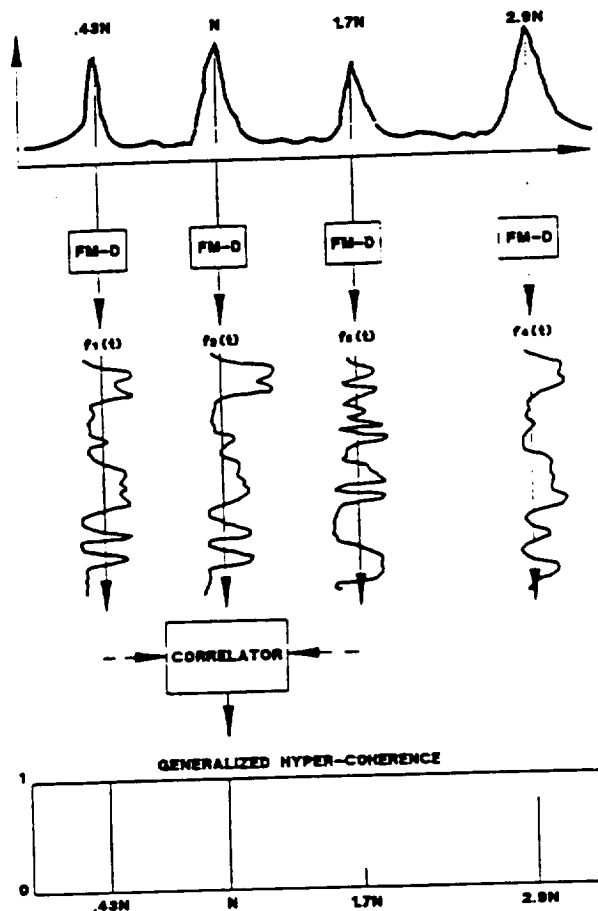 .43N N 1.7N 2.9N
FM-D FM-D FM-D FM-D
f₁(t) f₂(t) f₃(t) f₄(t)
CORRELATOR
GENERALIZED HYPER-COHERENCE
1
0
.43N N 1.7N 2.9N